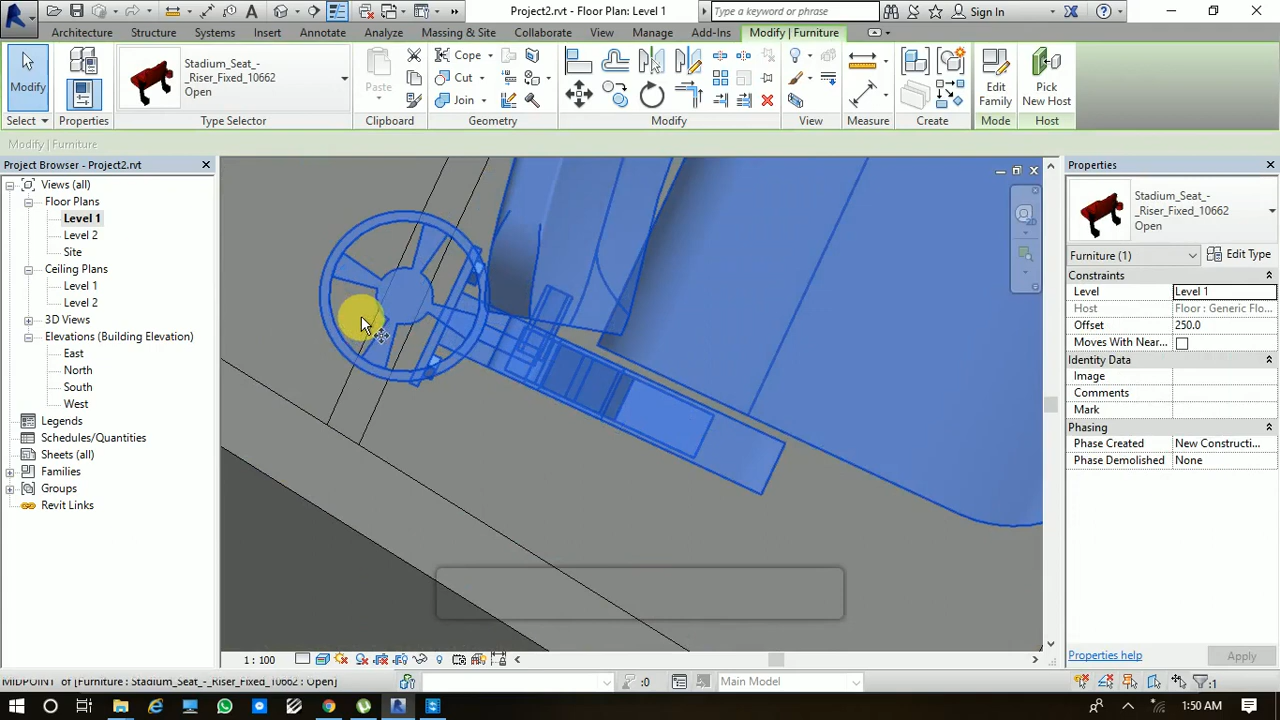 Project2.rvt - Floor Plan: Level 1
Type a keyword or phrase
Sign In
Architecture
Structure
Systems
Insert
Annotate
Analyze
Massing & Site
Collaborate
View
Manage
Add-Ins
Modify | Furniture
Modify
Stadium_Seat_-
_Riser_Fixed_10662
Open
Paste
Cope
Cut
Join
Edit
Family
Pick
New Host
Select
Properties
Type Selector
Clipboard
Geometry
Modify
View
Measure
Create
Mode
Host
Modify | Furniture
Project Browser - Project2.rvt
Views (all)
Floor Plans
Level 1
Level 2
Site
Ceiling Plans
Level 1
Level 2
3D Views
Elevations (Building Elevation)
East
North
South
West
Legends
Schedules/Quantities
Sheets (all)
Families
Groups
Revit Links
Properties
Stadium_Seat_-
_Riser_Fixed_10662
Open
Furniture (1)
Edit Type
Constraints
Level
Level 1
Host
Floor : Generic Flo...
Offset
250.0
Moves With Near...
Identity Data
Image
Comments
Mark
Phasing
Phase Created
New Constructi...
Phase Demolished
None
Properties help
Apply
1 : 100
MIDPOINT of [Furniture : Stadium_Seat_-_Riser_Fixed_10662 : Open]
:0
Main Model
:1
1:50 AM